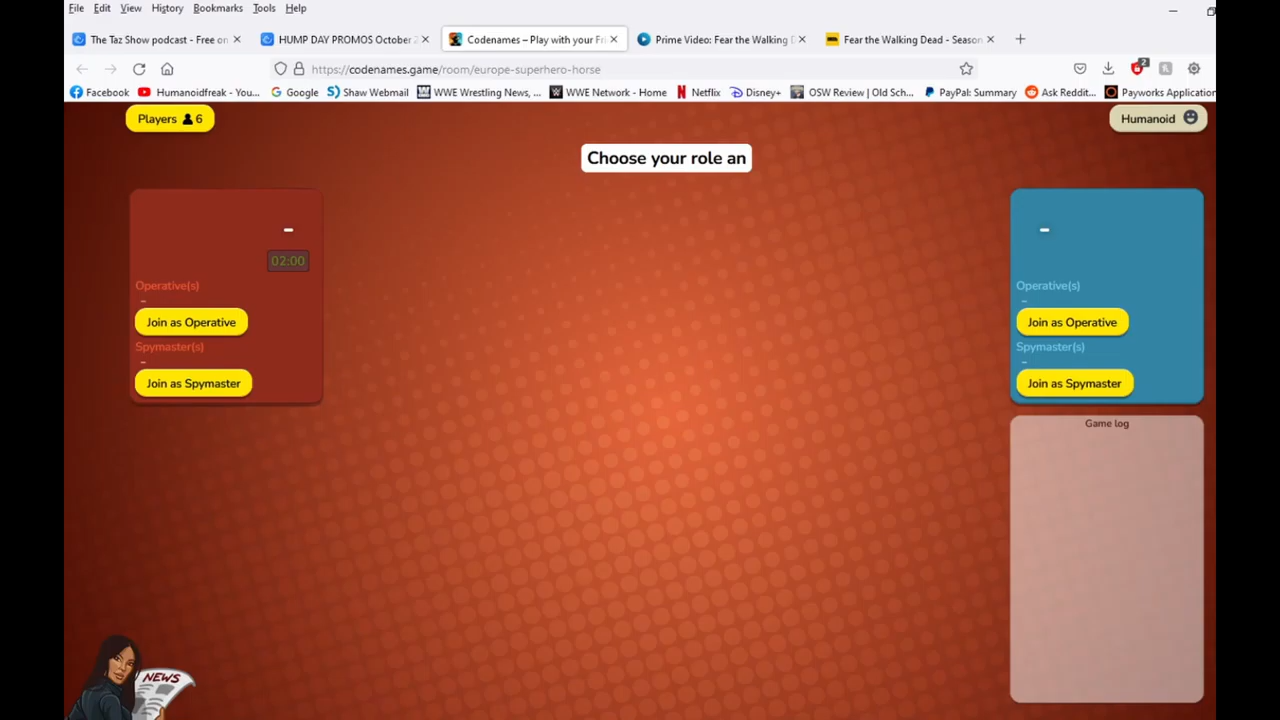 File Edit View History Bookmarks Tools Help
The Taz Show podcast - Free on
HUMP DAY PROMOS October 2
Codenames – Play with your Fr
Prime Video: Fear the Walking D
Fear the Walking Dead - Season
https://codenames.game/room/europe-superhero-horse
2
Facebook
Humanoidfreak - You...
Google
Shaw Webmail
WWE Wrestling News, ...
WWE Network - Home
Netflix
Disney+
OSW Review | Old Sch...
PayPal: Summary
Ask Reddit...
Payworks Application
Players 6
Humanoid
Choose your role an
-
-
02:00
Operative(s)
-
Join as Operative
Spymaster(s)
-
Join as Spymaster
Operative(s)
-
Join as Operative
Spymaster(s)
-
Join as Spymaster
Game log
NEWS